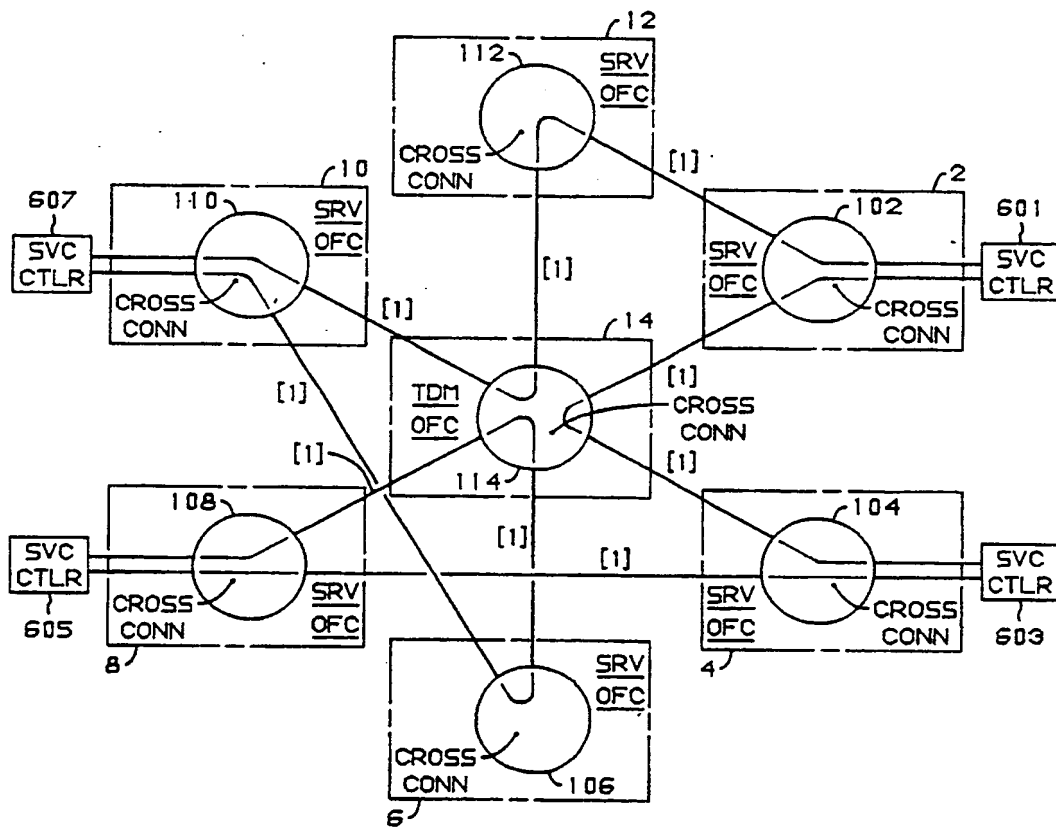 12
112
SRV
OFC
CROSS
CONN
[1]
10
110
SRV
OFC
607
SVC
CTLR
CROSS
CONN
2
102
SRV
OFC
601
SVC
CTLR
CROSS
CONN
[1]
[1]
14
TDM
OFC
[1]
CROSS
CONN
114
[1]
[1]
[1]
108
SVC
CTLR
605
CROSS
CONN
SRV
OFC
8
[1]
[1]
104
SVC
CTLR
603
SRV
OFC
CROSS
CONN
4
SRV
OFC
CROSS
CONN
106
6